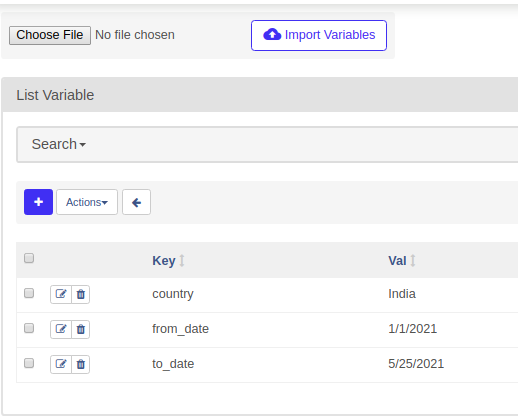 Choose File No file chosen Import Variables
List Variable
Search
Actions
Key Val
country India
from_date 1/1/2021
to_date 5/25/2021